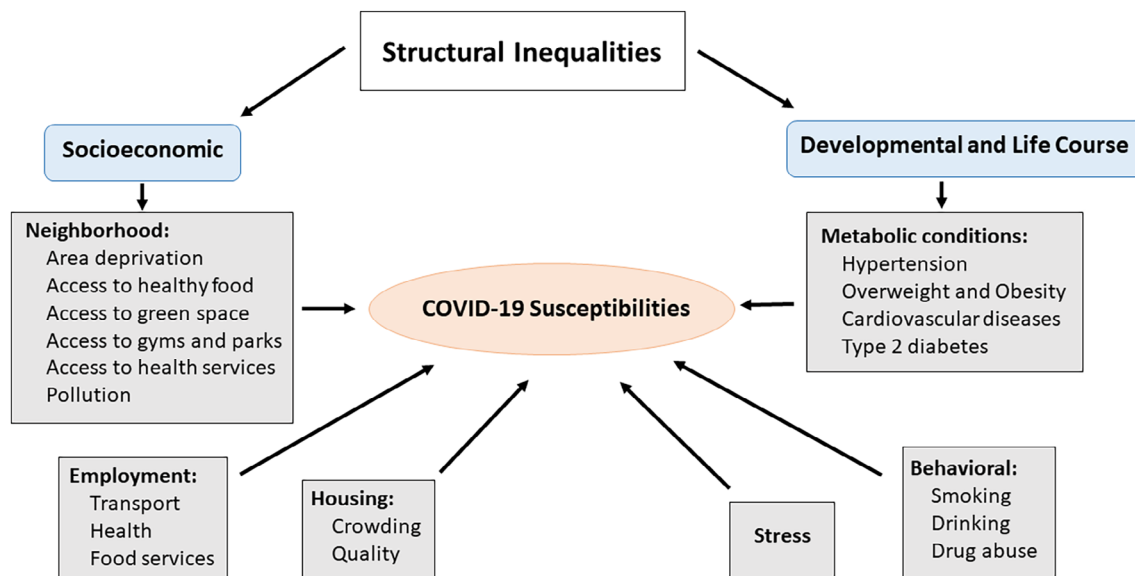 Structural Inequalities
Socioeconomic
Developmental and Life Course
Neighborhood:
Area deprivation
Access to healthy food
Access to green space
Access to gyms and parks
Access to health services
Pollution
COVID-19 Susceptibilities
Metabolic conditions:
Hypertension
Overweight and Obesity
Cardiovascular diseases
Type 2 diabetes
Employment:
Transport
Health
Food services
Housing:
Crowding
Quality
Stress
Behavioral:
Smoking
Drinking
Drug abuse